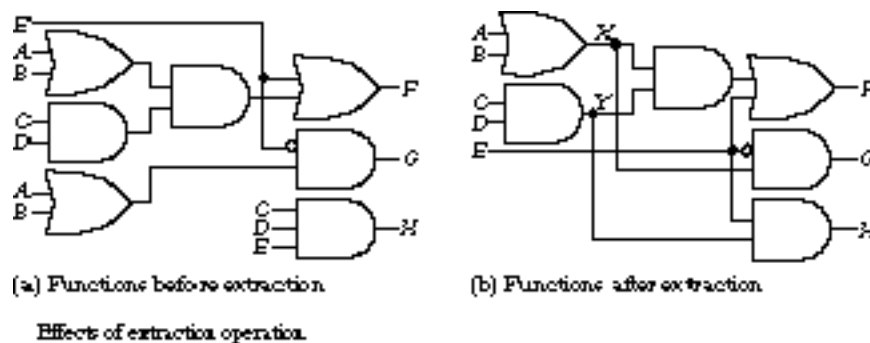 E
A
B
C
D
A
B
C
D
E
F
G
H
(a) Functions before extraction
A
B
C
D
E
X
Y
F
G
H
(b) Functions after extraction
Effects of extraction operation